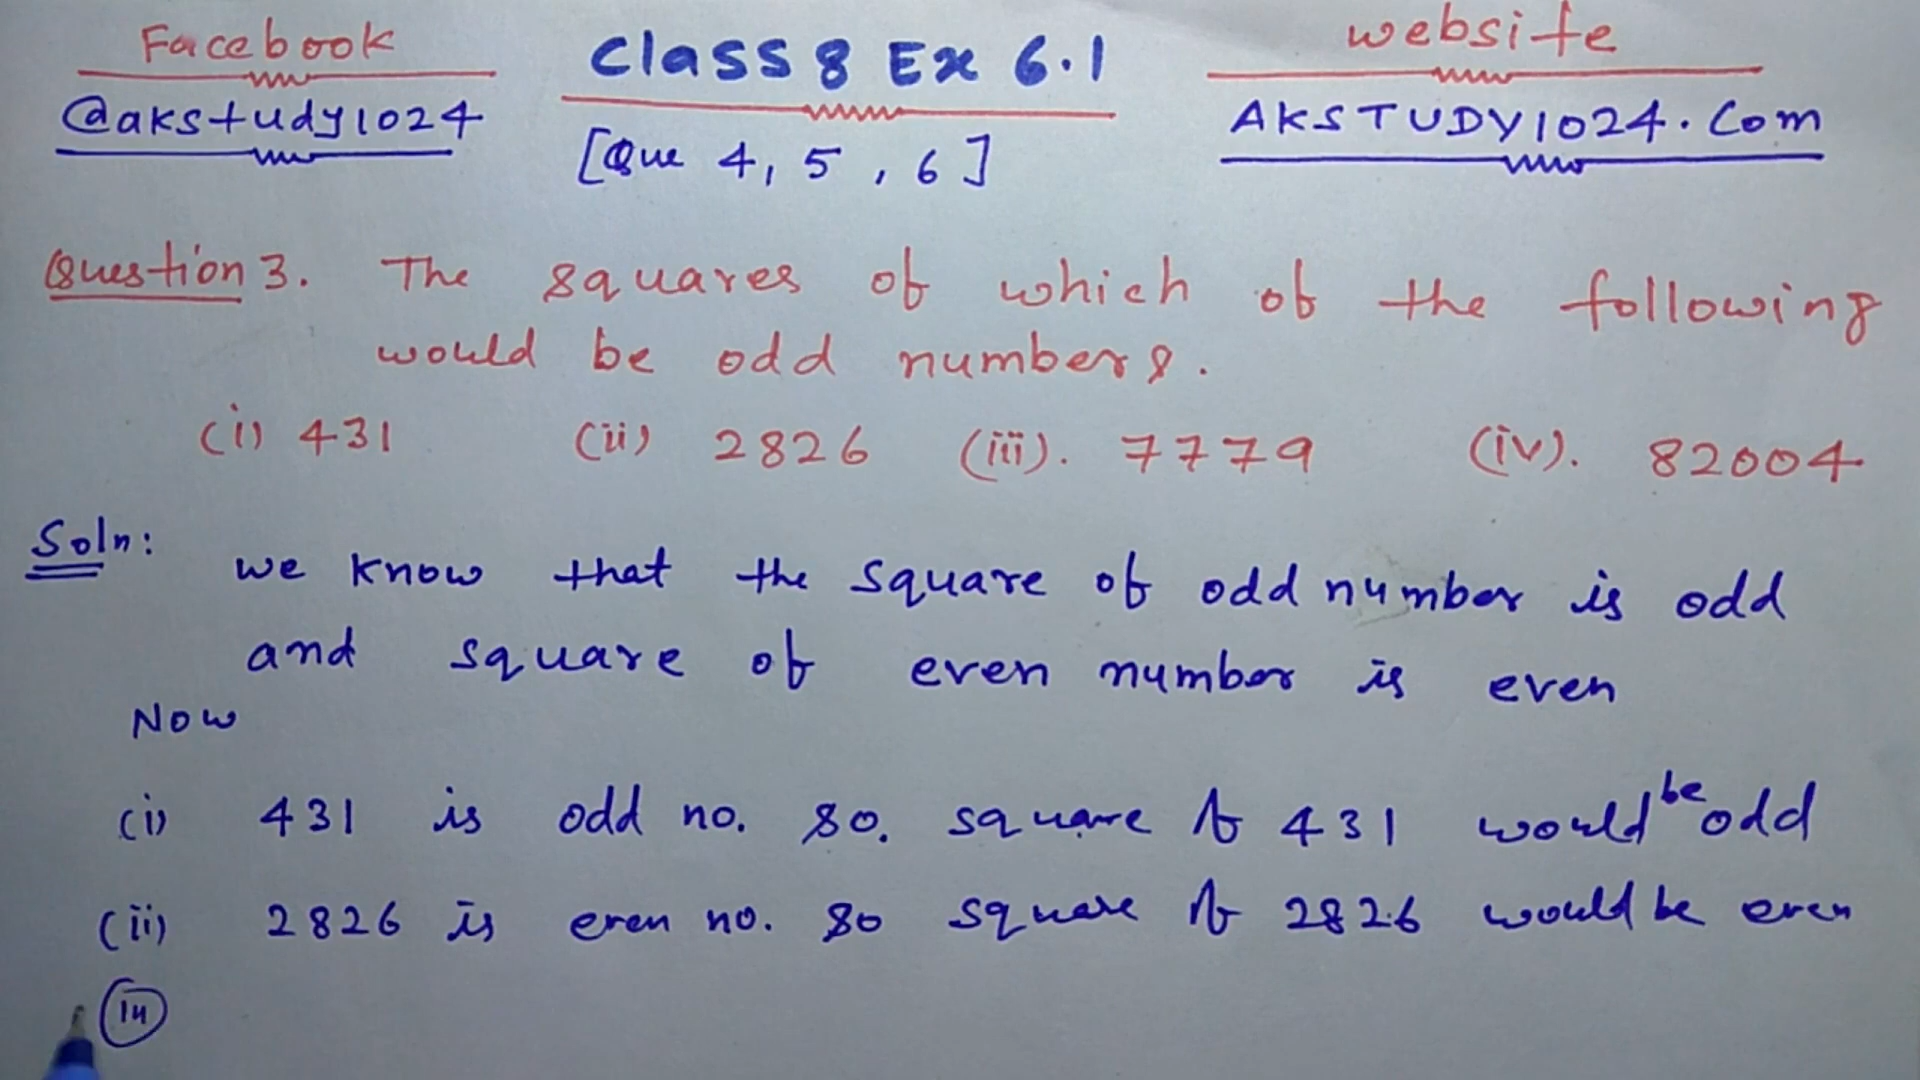 Facebook
@akstudy1024
Class 8 Ex 6.1
[Que 4, 5, 6]
website
AKSTUDY1024.Com
Question 3. The squares of which of the following
would be odd numbers.
(i) 431 (ii) 2826 (iii). 7779 (iv). 82004
Soln: we know that the square of odd number is odd
and square of even number is even
Now
(i) 431 is odd no. so. square of 431 would be odd
(ii) 2826 is even no. so square of 2826 would be even